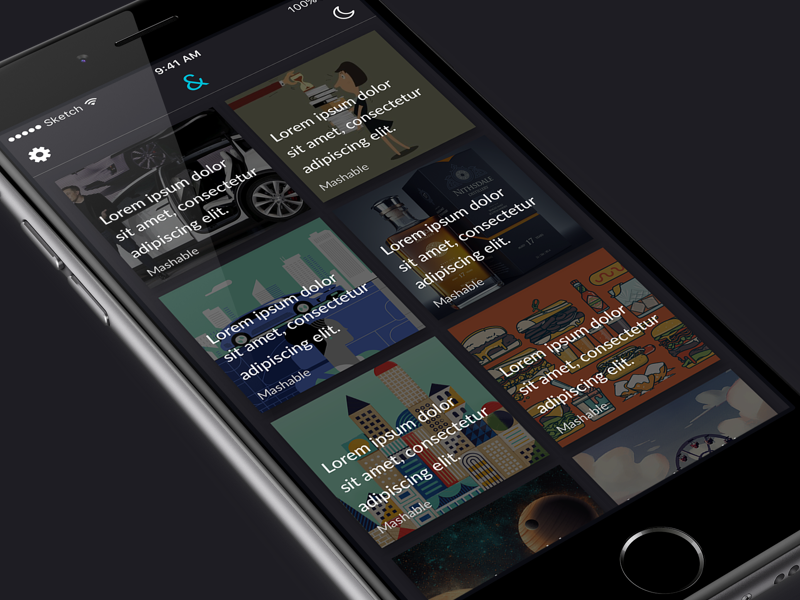 ●●●●● Sketch
9:41 AM
100%
&
Lorem ipsum dolor
sit amet, consectetur
adipiscing elit.
Mashable
Lorem ipsum dolor
sit amet, consectetur
adipiscing elit.
Mashable
Lorem ipsum dolor
sit amet, consectetur
adipiscing elit.
Mashable
NITHSDALE
17
Lorem ipsum dolor
sit amet, consectetur
adipiscing elit.
Mashable
Lorem ipsum dolor
sit amet, consectetur
adipiscing elit.
Mashable
Lorem ipsum dolor
sit amet, consectetur
adipiscing elit.
Mashable